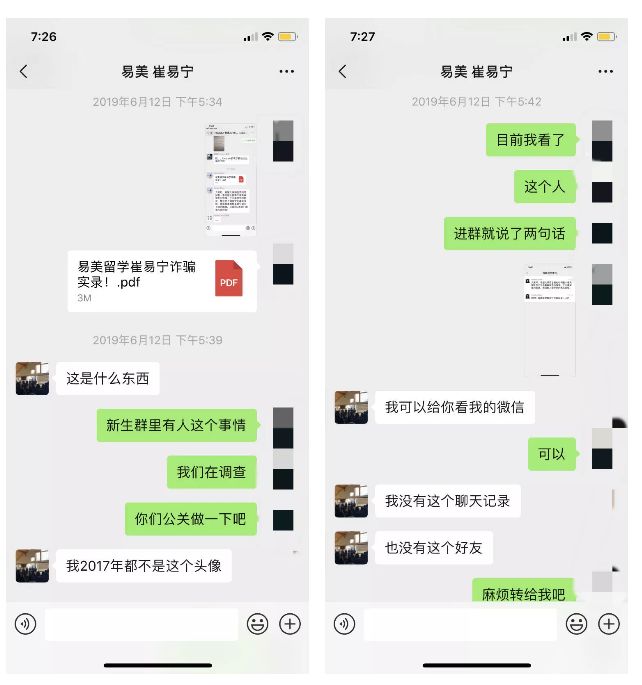 7:26
易美 崔易宁
2019年6月12日 下午5:34
易美留学崔易宁诈骗
实录！.pdf
3M
PDF
2019年6月12日 下午5:39
这是什么东西
新生群里有人这个事情
我们在调查
你们公关做一下吧
我2017年都不是这个头像
7:27
易美 崔易宁
2019年6月12日 下午5:42
目前我看了
这个人
进群就说了两句话
我可以给你看我的微信
可以
我没有这个聊天记录
也没有这个好友
麻烦转给我吧